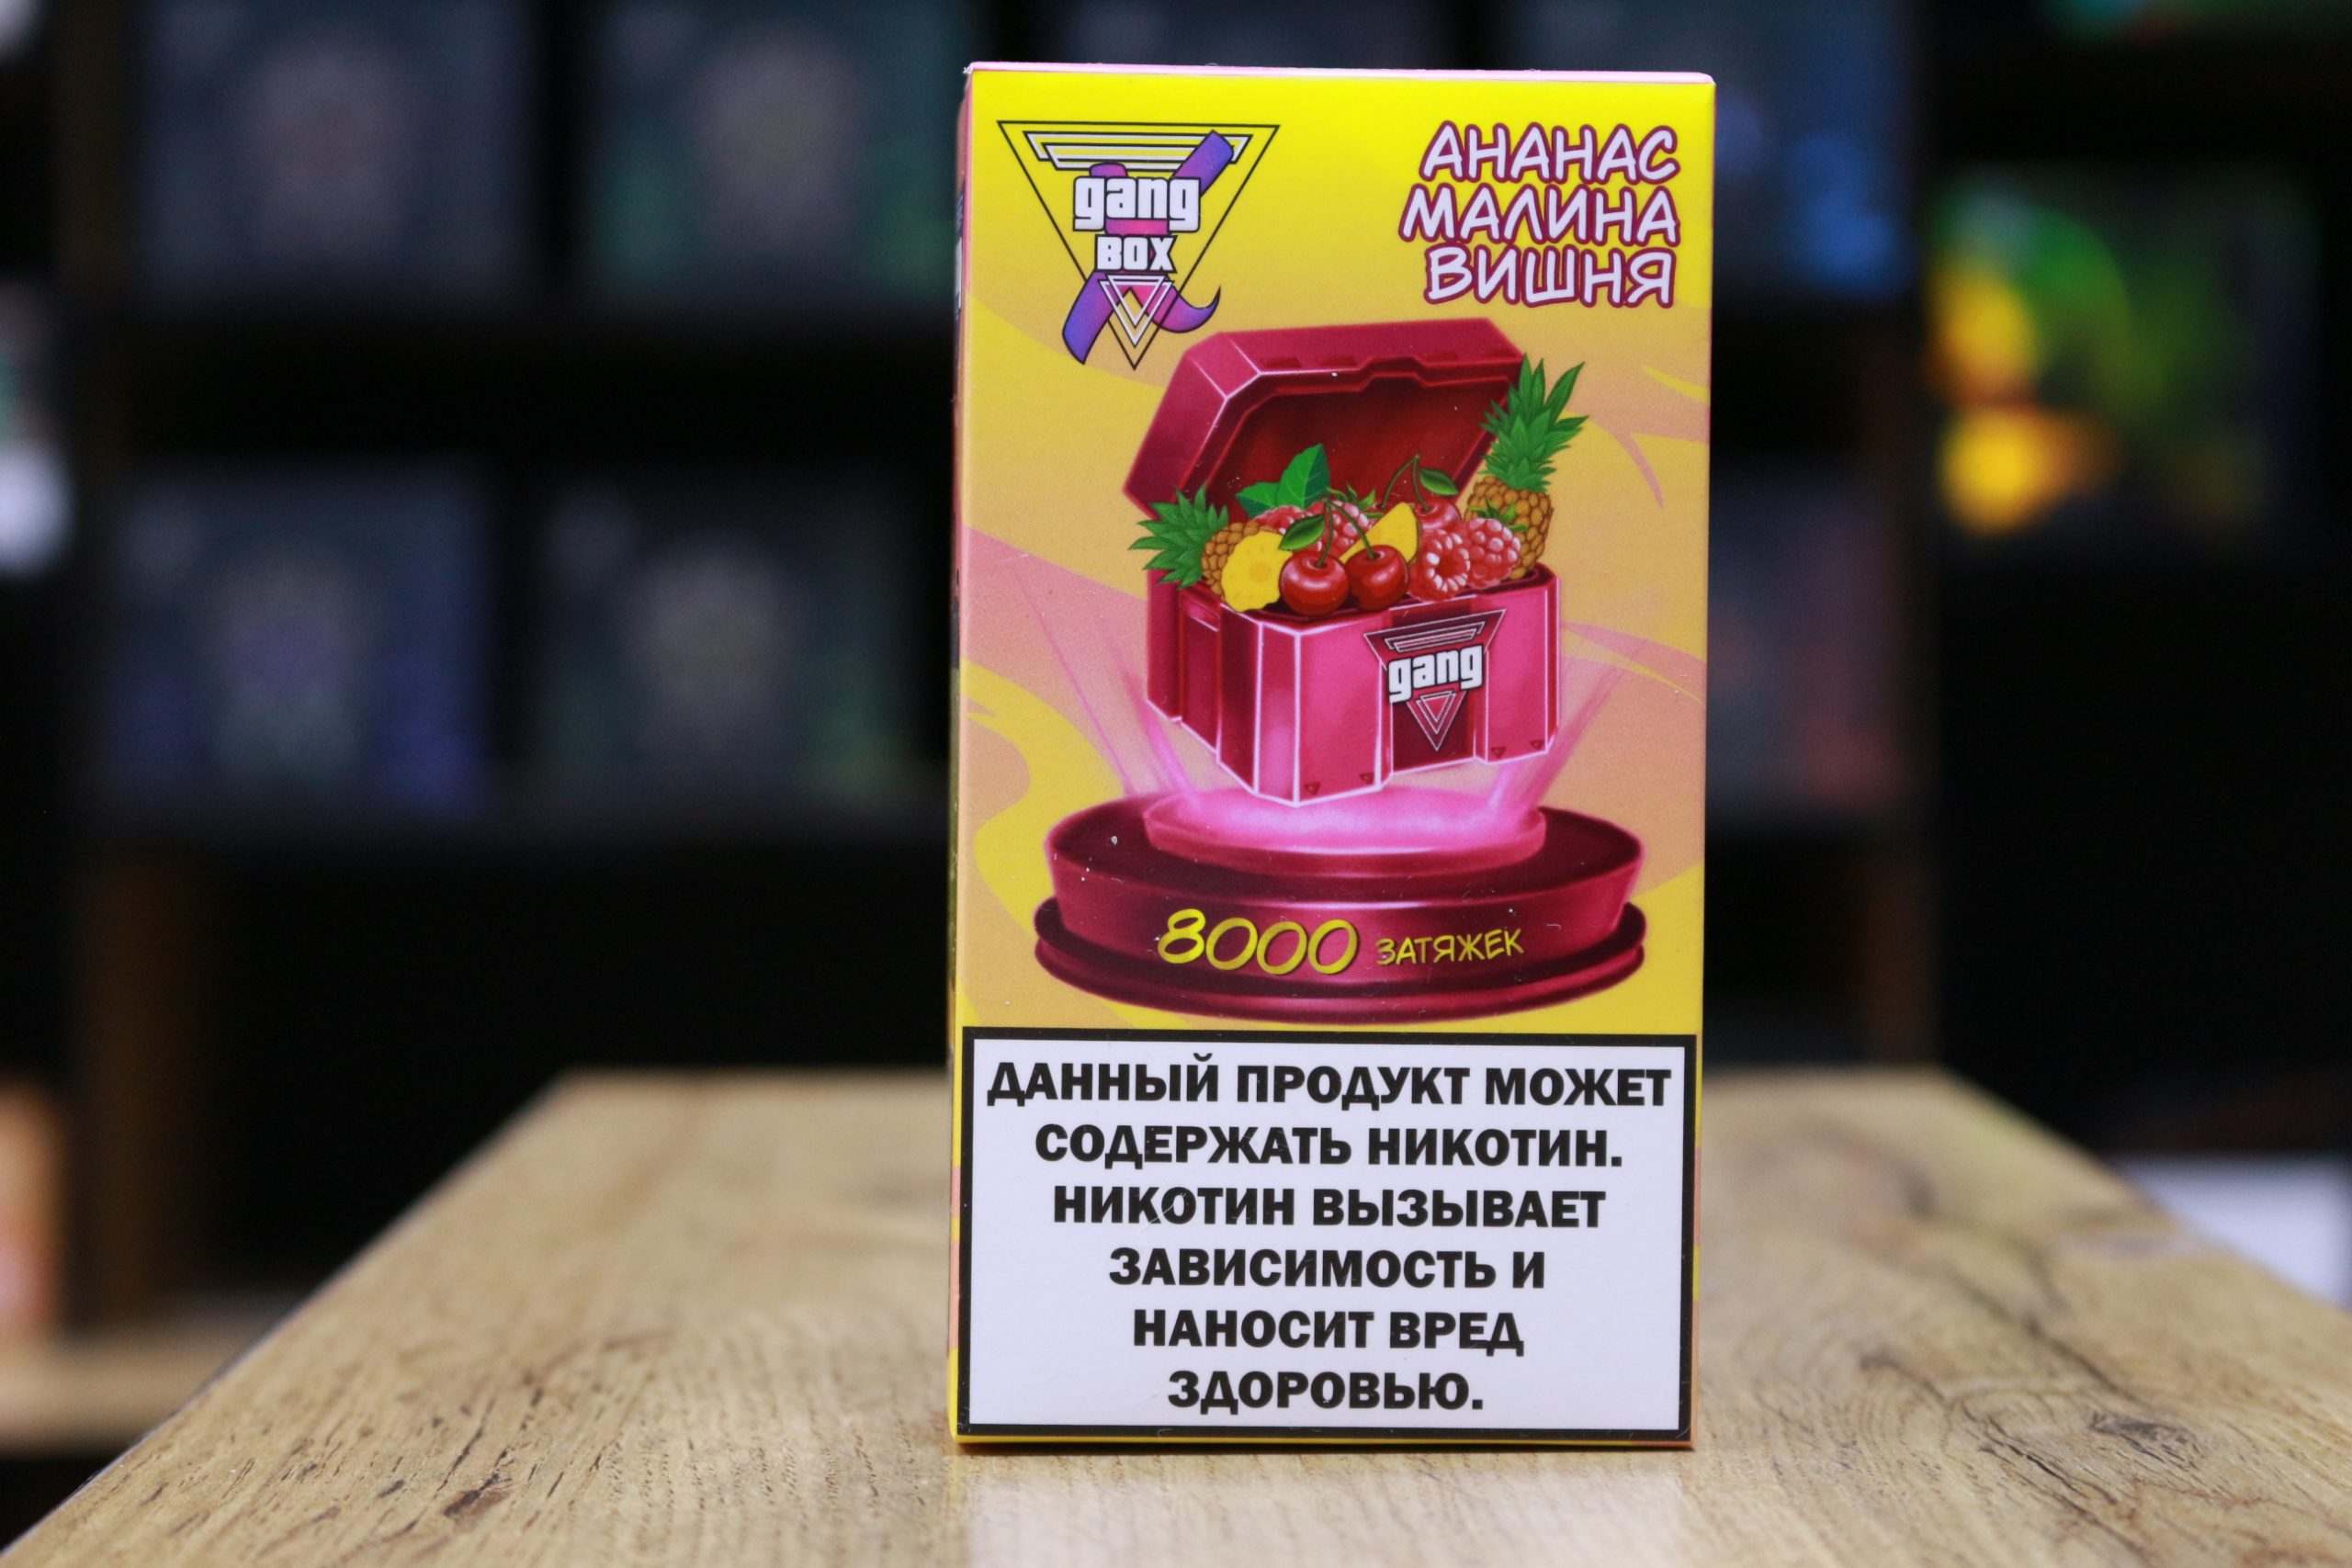 gang
BOX
АНАНАС
МАЛИНА
ВИШНЯ
gang
8000 ЗАТЯЖЕК
ДАННЫЙ ПРОДУКТ МОЖЕТ
СОДЕРЖАТЬ НИКОТИН.
НИКОТИН ВЫЗЫВАЕТ
ЗАВИСИМОСТЬ И
НАНОСИТ ВРЕД
ЗДОРОВЬЮ.